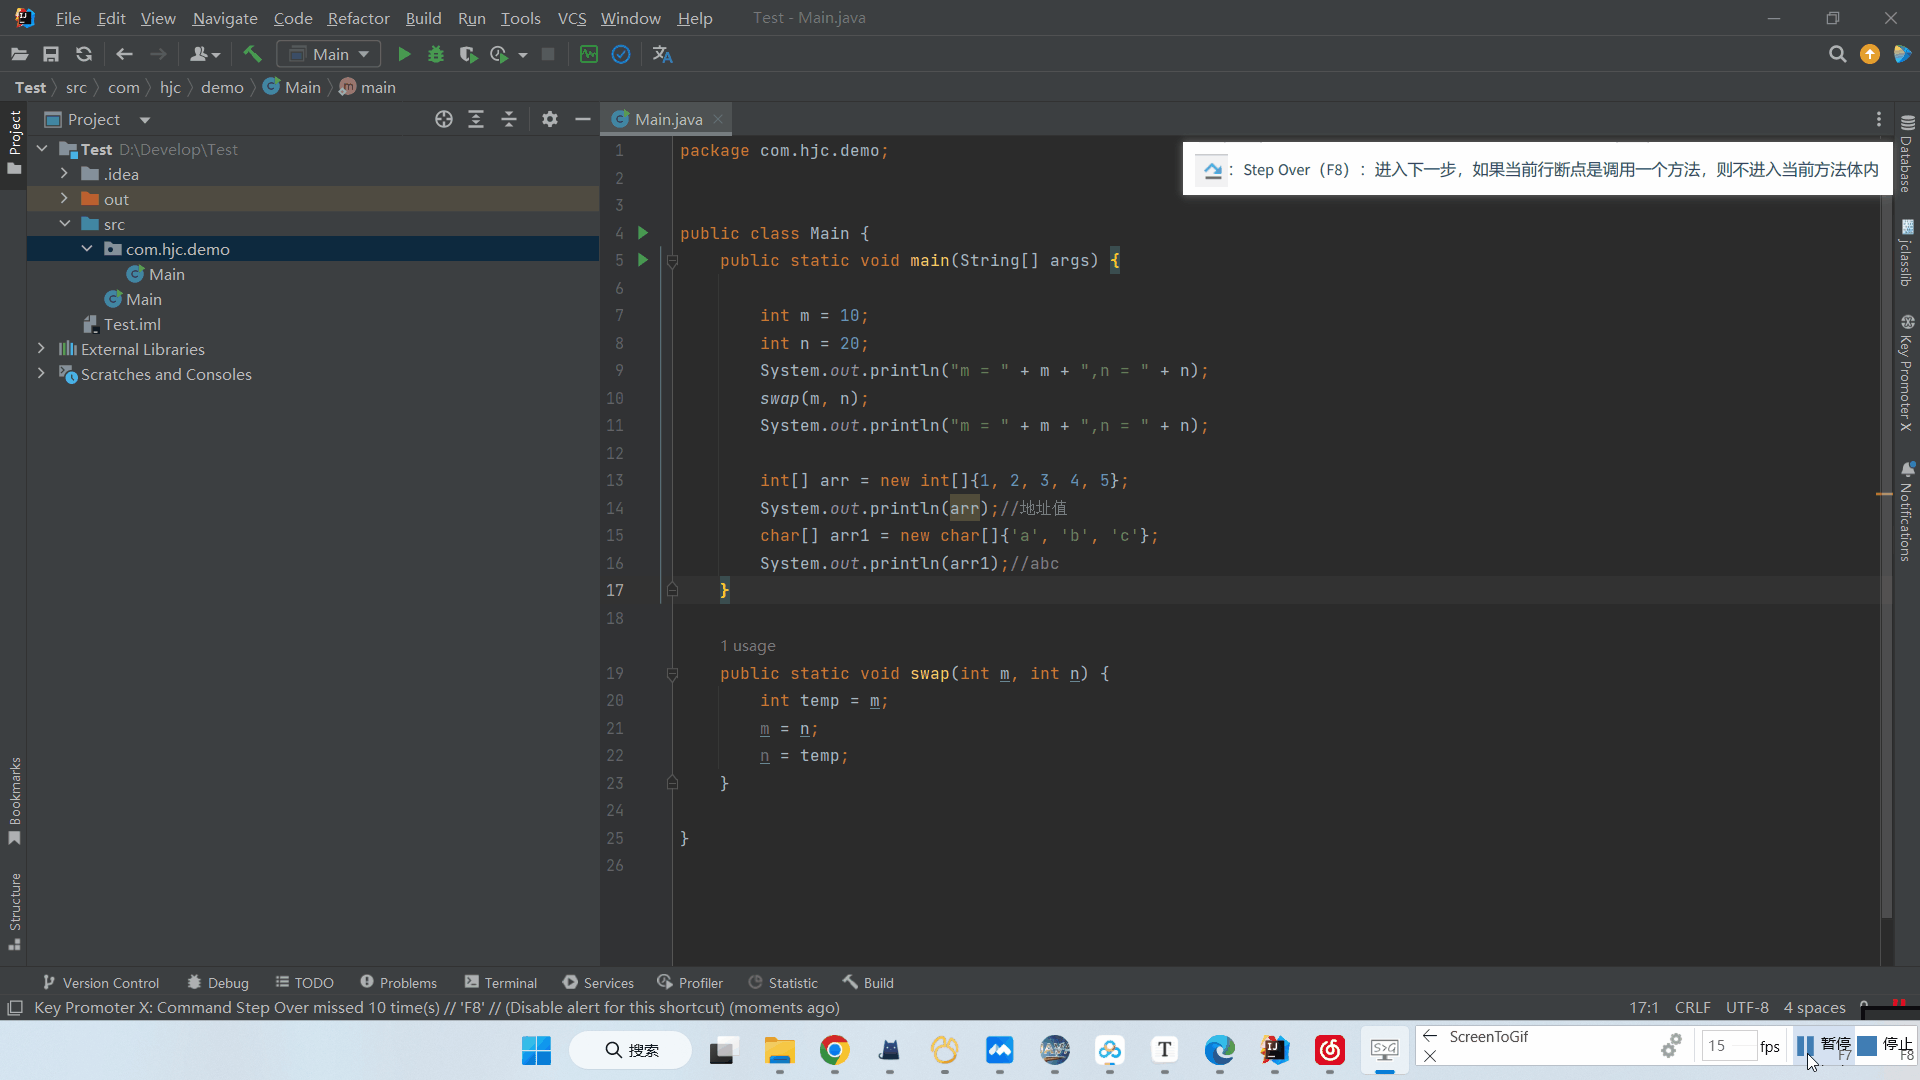 File Edit View Navigate Code Refactor Build Run Tools VCS Window Help Test - Main.java
Main
Test src com hjc demo Main main
Project
Main.java
Test D:\Develop\Test
.idea
out
src
com.hjc.demo
Main
Main
Test.iml
External Libraries
Scratches and Consoles
: Step Over（F8）：进入下一步，如果当前行断点是调用一个方法，则不进入当前方法体内
1 package com.hjc.demo;
2
3
4 public class Main {
5 public static void main(String[] args) {
6
7 int m = 10;
8 int n = 20;
9 System.out.println("m = " + m + ",n = " + n);
10 swap(m, n);
11 System.out.println("m = " + m + ",n = " + n);
12
13 int[] arr = new int[]{1, 2, 3, 4, 5};
14 System.out.println(arr);//地址值
15 char[] arr1 = new char[]{'a', 'b', 'c'};
16 System.out.println(arr1);//abc
17 }
18
1 usage
19 public static void swap(int m, int n) {
20 int temp = m;
21 m = n;
22 n = temp;
23 }
24
25 }
26
Project
Bookmarks
Structure
Database
jclasslib
Key Promoter X
Notifications
Version Control Debug TODO Problems Terminal Services Profiler Statistic Build
Key Promoter X: Command Step Over missed 10 time(s) // 'F8' // (Disable alert for this shortcut) (moments ago) 17:1 CRLF UTF-8 4 spaces
搜索
ScreenToGif
15 fps
暂停 F7
停止 F8